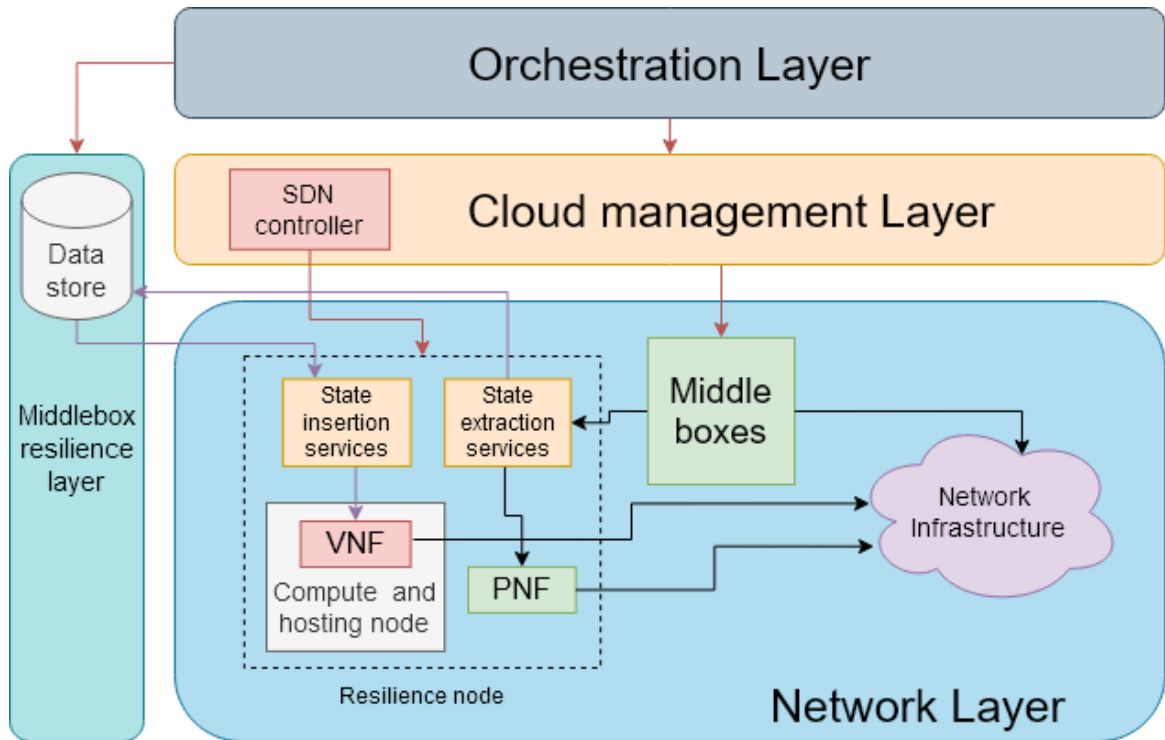 Orchestration Layer
SDN
controller
Cloud management Layer
Data
store
Middlebox
resilience
layer
State
insertion
services
State
extraction
services
Middle
boxes
Network
Infrastructure
VNF
Compute and
hosting node
PNF
Resilience node
Network Layer